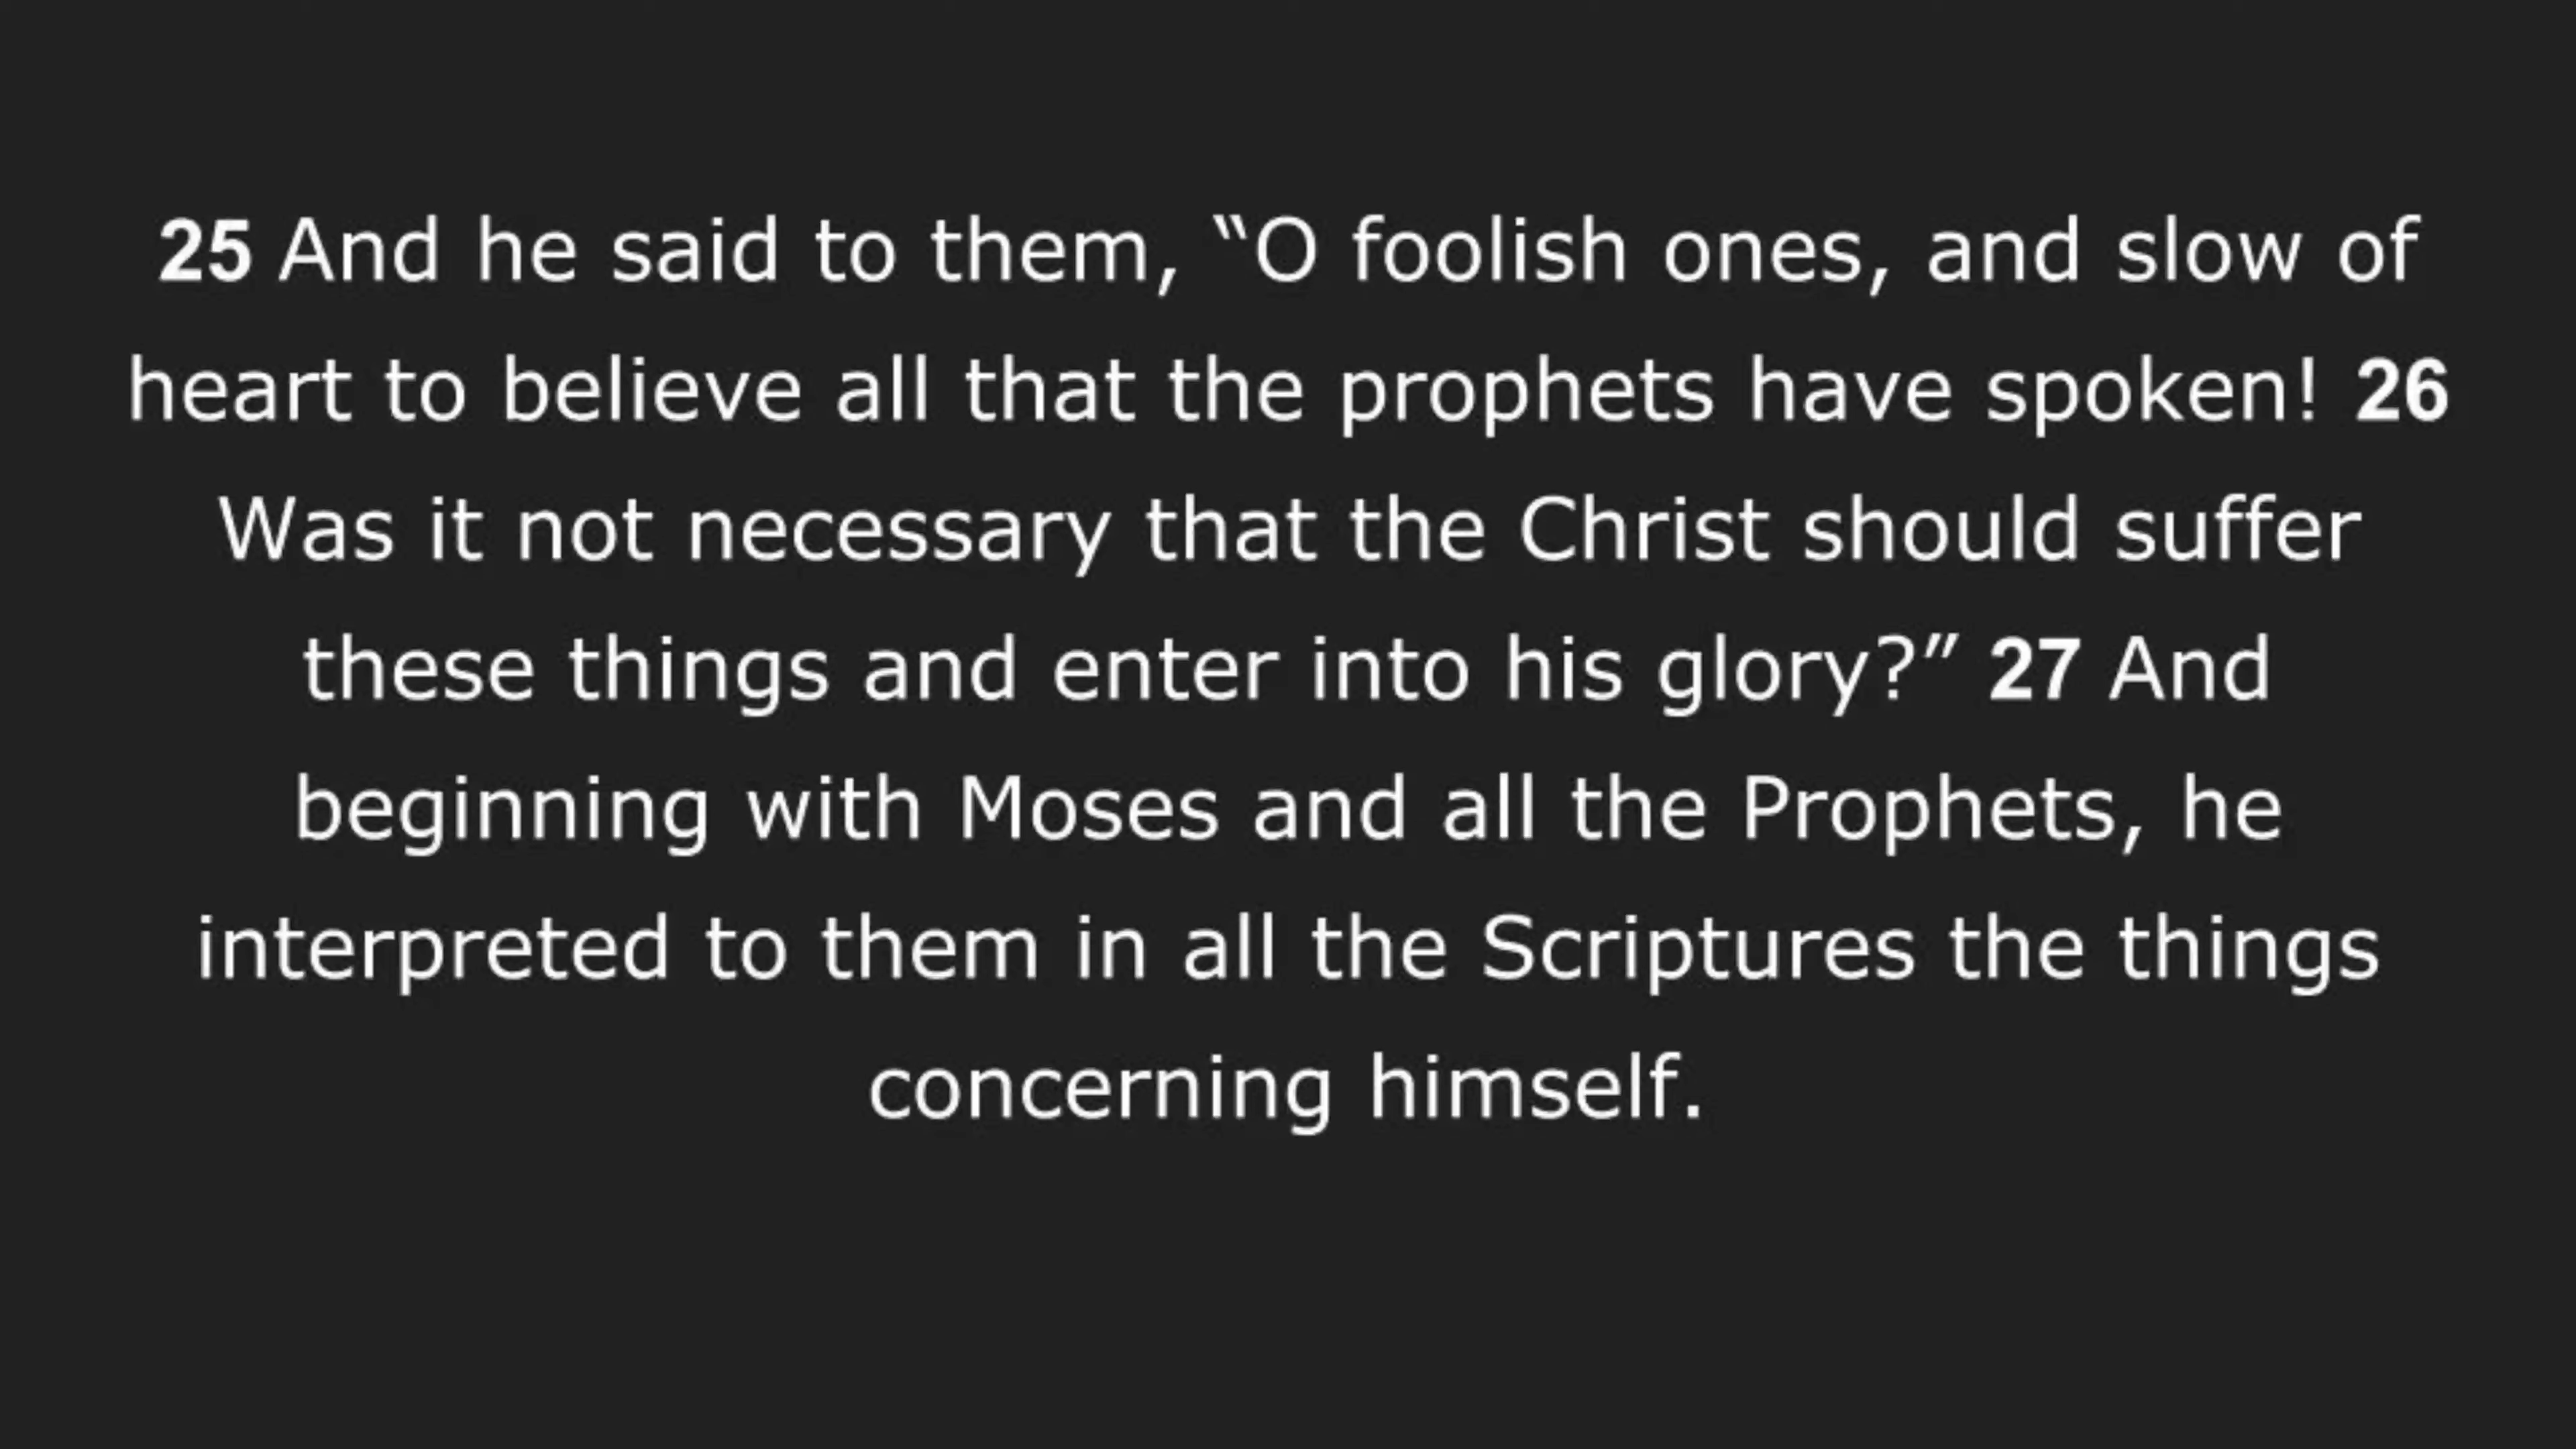 25 And he said to them, “O foolish ones, and slow of
heart to believe all that the prophets have spoken! 26
Was it not necessary that the Christ should suffer
these things and enter into his glory?” 27 And
beginning with Moses and all the Prophets, he
interpreted to them in all the Scriptures the things
concerning himself.